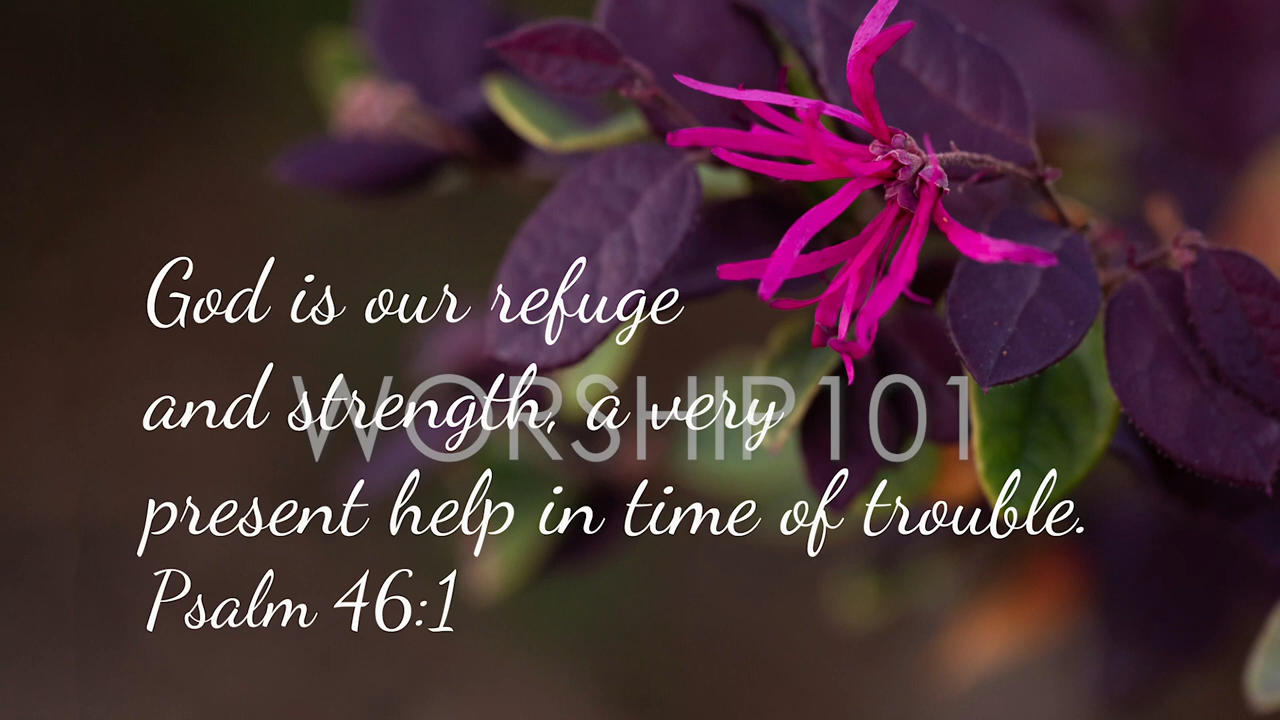 God is our refuge
and strength, a very
WORSHIP101
present help in time of trouble.
Psalm 46:1